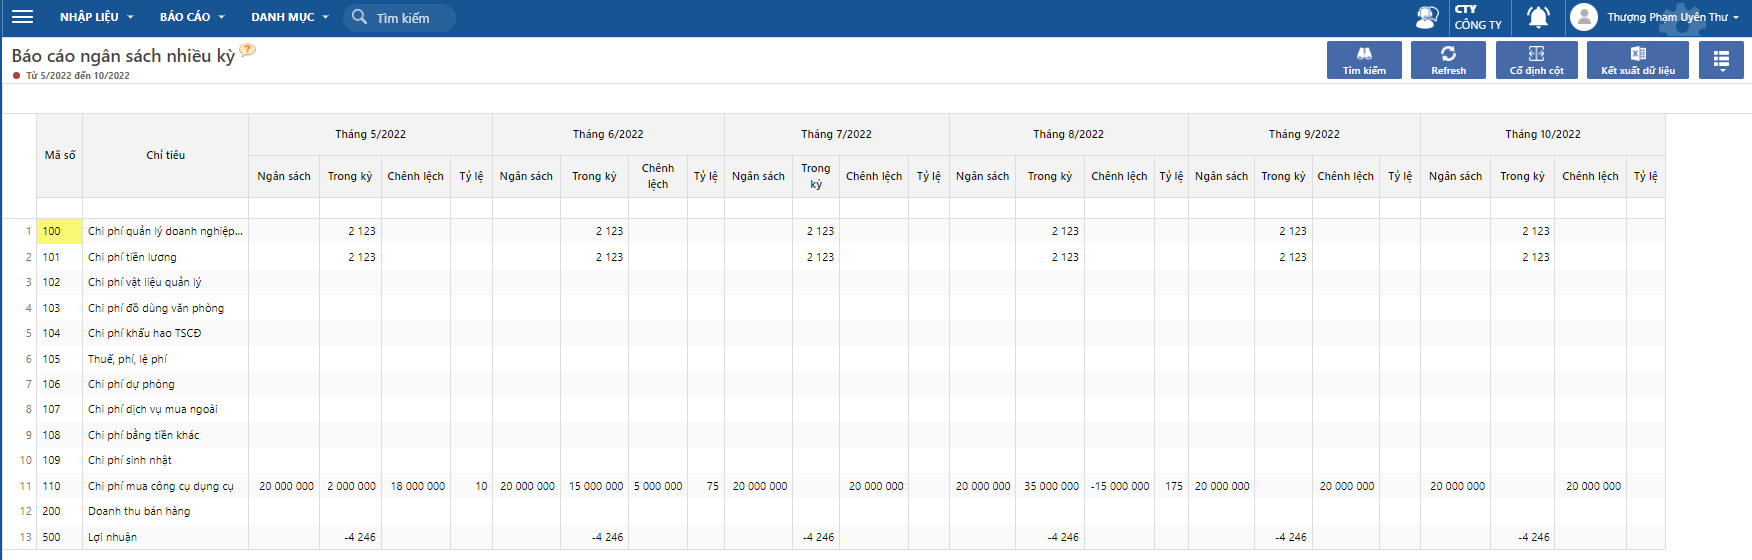 NHẬP LIỆU BÁO CÁO DANH MỤC Tìm kiếm CTY CÔNG TY Thượng Phạm Uyên Thư
Báo cáo ngân sách nhiều kỳ ?
Từ 5/2022 đến 10/2022
Tìm kiếm Refresh Cố định cột Kết xuất dữ liệu
Mã số Chỉ tiêu Tháng 5/2022 Tháng 6/2022 Tháng 7/2022 Tháng 8/2022 Tháng 9/2022 Tháng 10/2022
Ngân sách Trong kỳ Chênh lệch Tỷ lệ Ngân sách Trong kỳ Chênh lệch Tỷ lệ Ngân sách Trong kỳ Chênh lệch Tỷ lệ Ngân sách Trong kỳ Chênh lệch Tỷ lệ Ngân sách Trong kỳ Chênh lệch Tỷ lệ Ngân sách Trong kỳ Chênh lệch Tỷ lệ
1 100 Chi phí quản lý doanh nghiệp... 2 123 2 123 2 123 2 123 2 123 2 123
2 101 Chi phí tiền lương 2 123 2 123 2 123 2 123 2 123 2 123
3 102 Chi phí vật liệu quản lý
4 103 Chi phí đồ dùng văn phòng
5 104 Chi phí khấu hao TSCĐ
6 105 Thuế, phí, lệ phí
7 106 Chi phí dự phòng
8 107 Chi phí dịch vụ mua ngoài
9 108 Chi phí bằng tiền khác
10 109 Chi phí sinh nhật
11 110 Chi phí mua công cụ dụng cụ 20 000 000 2 000 000 18 000 000 10 20 000 000 15 000 000 5 000 000 75 20 000 000 20 000 000 20 000 000 35 000 000 -15 000 000 175 20 000 000 20 000 000 20 000 000 20 000 000
12 200 Doanh thu bán hàng
13 500 Lợi nhuận -4 246 -4 246 -4 246 -4 246 -4 246 -4 246